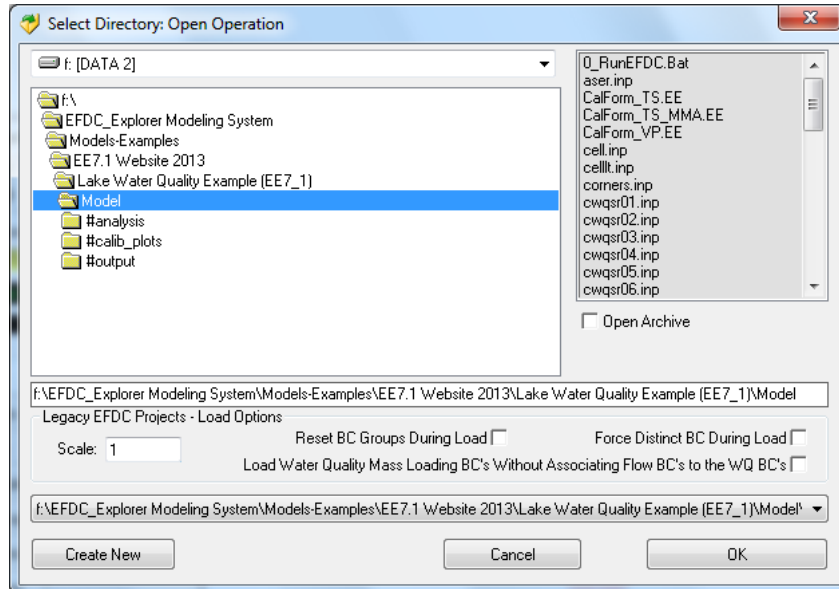 Select Directory: Open Operation
f: [DATA 2]
f:\
EFDC_Explorer Modeling System
Models-Examples
EE7.1 Website 2013
Lake Water Quality Example (EE7_1)
Model
#analysis
#calib_plots
#output
0_RunEFDC.Bat
aser.inp
CalForm_TS.EE
CalForm_TS_MMA.EE
CalForm_VP.EE
cell.inp
celllt.inp
corners.inp
cwqsr01.inp
cwqsr02.inp
cwqsr03.inp
cwqsr04.inp
cwqsr05.inp
cwqsr06.inp
Open Archive
f:\EFDC_Explorer Modeling System\Models-Examples\EE7.1 Website 2013\Lake Water Quality Example (EE7_1)\Model
Legacy EFDC Projects - Load Options
Scale: 1
Reset BC Groups During Load
Force Distinct BC During Load
Load Water Quality Mass Loading BC's Without Associating Flow BC's to the WQ BC's
f:\EFDC_Explorer Modeling System\Models-Examples\EE7.1 Website 2013\Lake Water Quality Example (EE7_1)\Model\
Create New
Cancel
OK